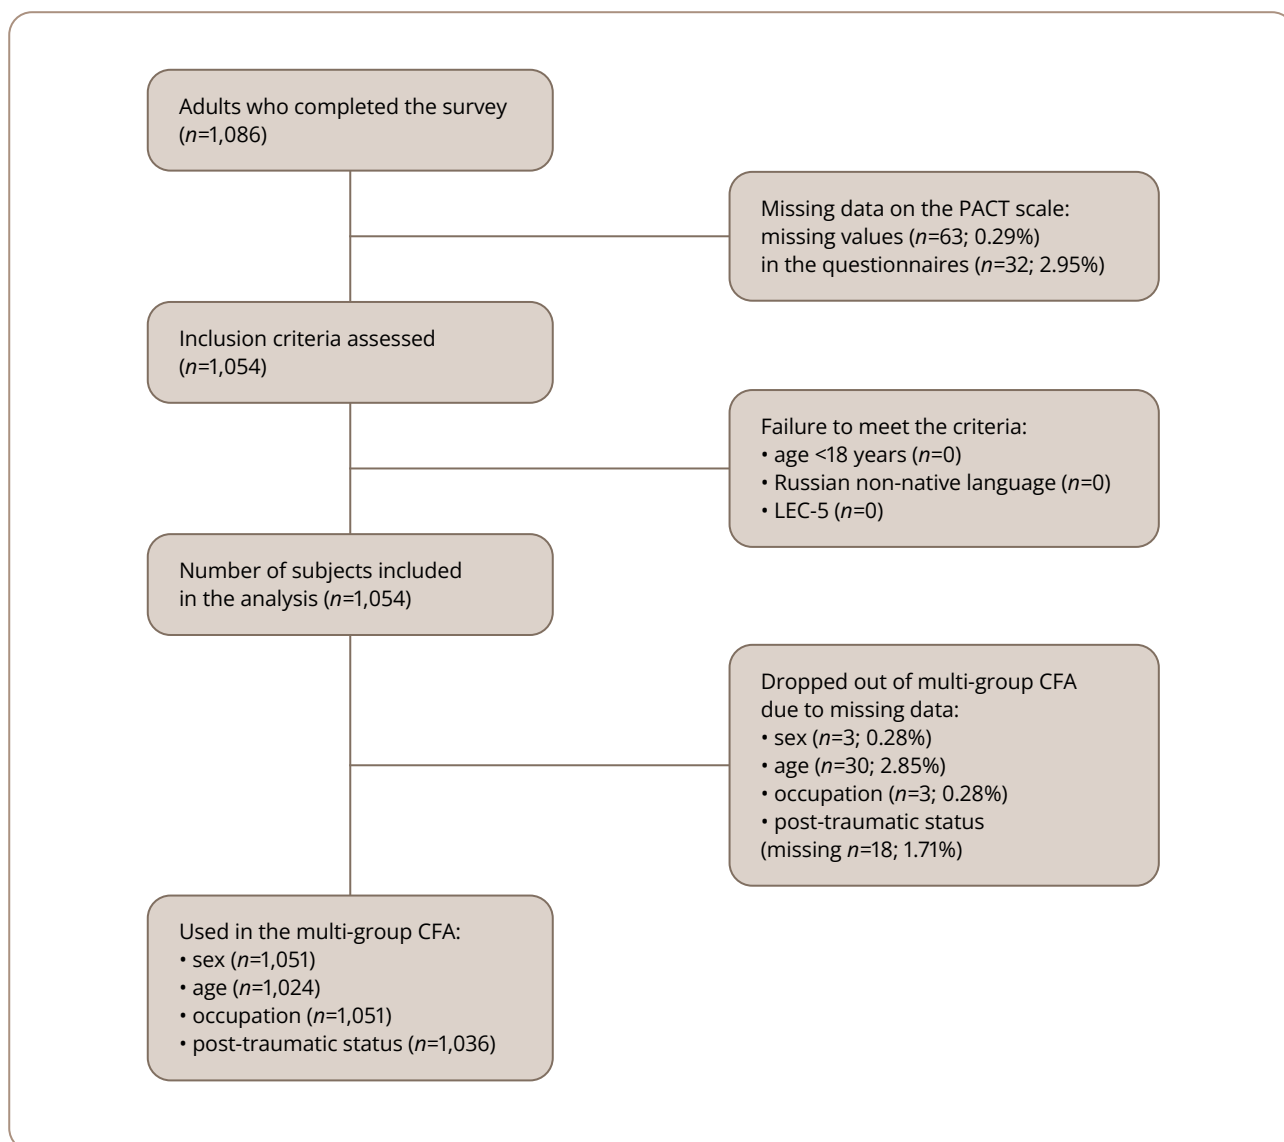 Adults who completed the survey
(n=1,086)
Missing data on the PACT scale:
missing values (n=63; 0.29%)
in the questionnaires (n=32; 2.95%)
Inclusion criteria assessed
(n=1,054)
Failure to meet the criteria:
• age <18 years (n=0)
• Russian non-native language (n=0)
• LEC-5 (n=0)
Number of subjects included
in the analysis (n=1,054)
Dropped out of multi-group CFA
due to missing data:
• sex (n=3; 0.28%)
• age (n=30; 2.85%)
• occupation (n=3; 0.28%)
• post-traumatic status
(missing n=18; 1.71%)
Used in the multi-group CFA:
• sex (n=1,051)
• age (n=1,024)
• occupation (n=1,051)
• post-traumatic status (n=1,036)